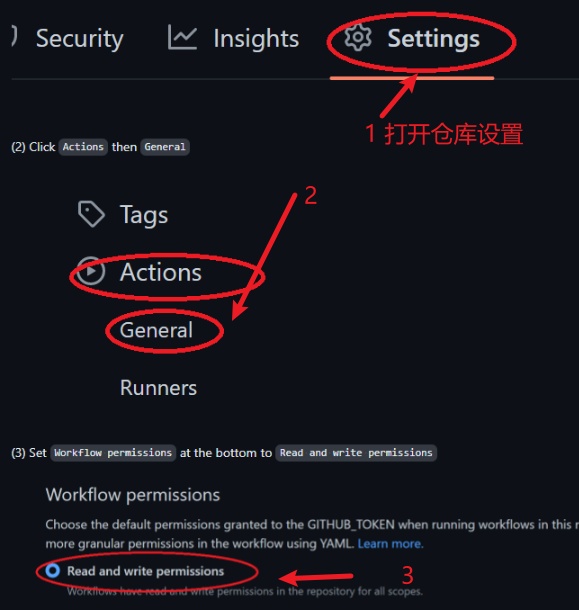 Security Insights Settings
1 打开仓库设置
(2) Click Actions then General
2
Tags
Actions
General
Runners
(3) Set Workflow permissions at the bottom to Read and write permissions
Workflow permissions
Choose the default permissions granted to the GITHUB_TOKEN when running workflows in this
more granular permissions in the workflow using YAML. Learn more.
Read and write permissions
3
Workflows have read and write permissions in the repository for all scopes.